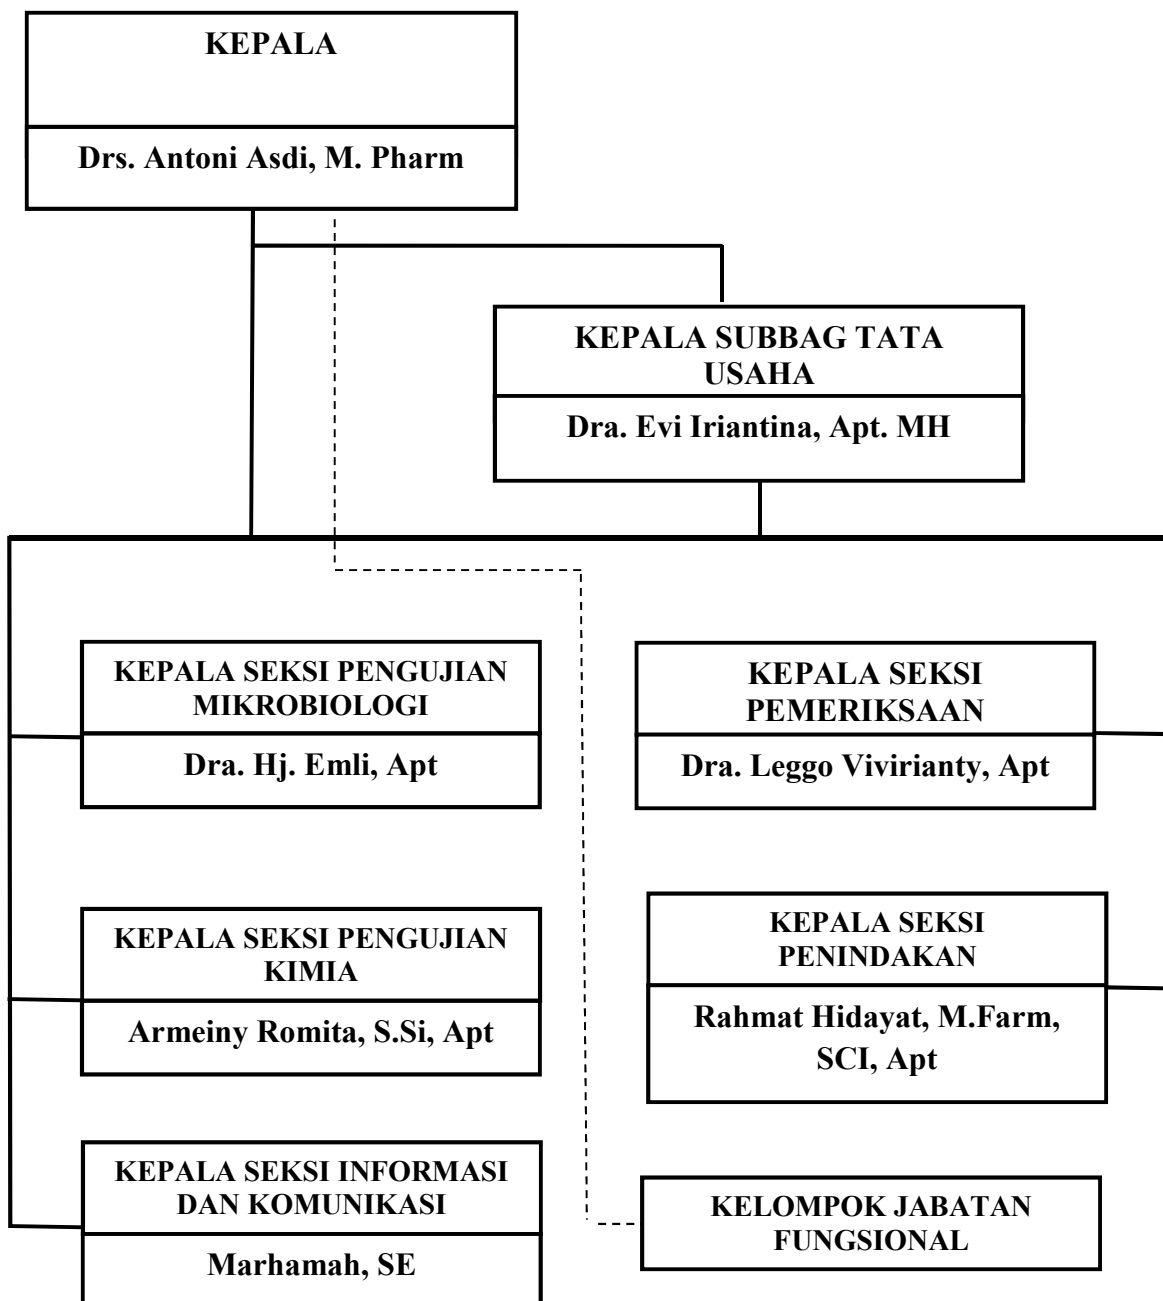 KEPALA
Drs. Antoni Asdi, M. Pharm
KEPALA SUBBAG TATA
USAHA
Dra. Evi Iriantina, Apt. MH
KEPALA SEKSI PENGUJIAN
MIKROBIOLOGI
Dra. Hj. Emli, Apt
KEPALA SEKSI
PEMERIKSAAN
Dra. Leggo Vivirianty, Apt
KEPALA SEKSI PENGUJIAN
KIMIA
Armeiny Romita, S.Si, Apt
KEPALA SEKSI
PENINDAKAN
Rahmat Hidayat, M.Farm,
SCI, Apt
KEPALA SEKSI INFORMASI
DAN KOMUNIKASI
Marhamah, SE
KELOMPOK JABATAN
FUNGSIONAL